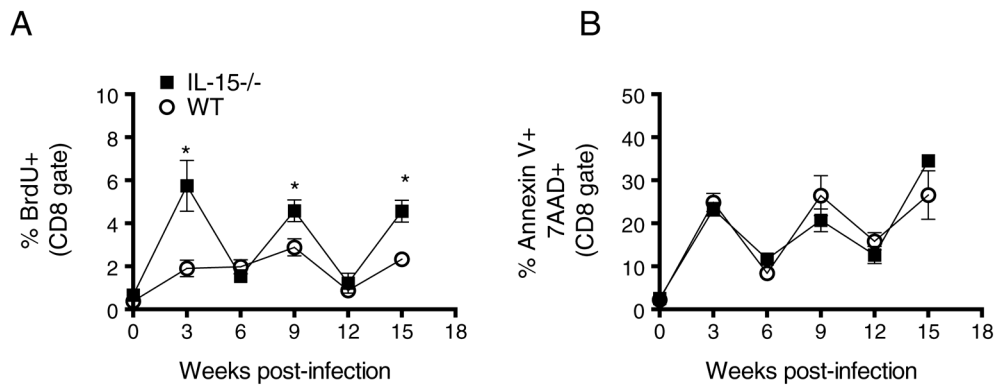 A
B
IL-15-/-
WT
% BrdU+
(CD8 gate)
10
8
6
4
2
0
*
*
*
0 3 6 9 12 15 18
Weeks post-infection
% Annexin V+
7AAD+
(CD8 gate)
50
40
30
20
10
0
0 3 6 9 12 15 18
Weeks post-infection